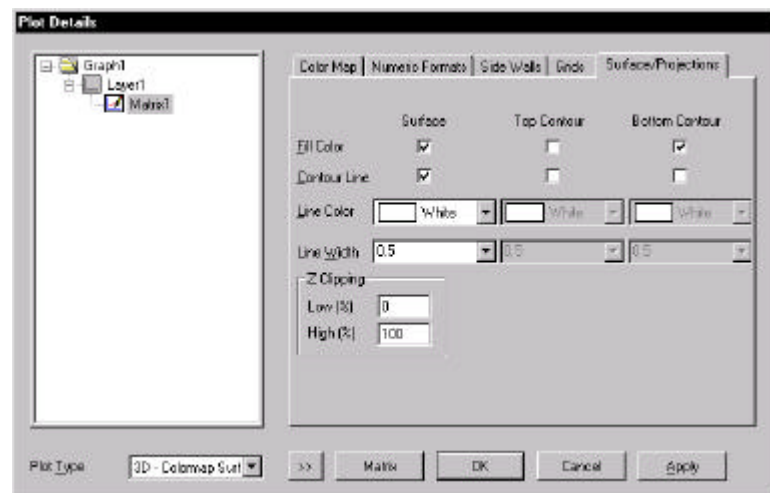 Plot Details
Graph1
Layer1
Matrix1
Color Map Numeric Formats Side Walls Grids Surface/Projections
Surface Top Contour Bottom Contour
Fill Color
Contour Line
Line Color White White White
Line Width 0.5 0.5 0.5
Z Clipping
Low (%) 0
High (%) 100
Plot Type 3D - Colormap Surf >> Matrix OK Cancel Apply